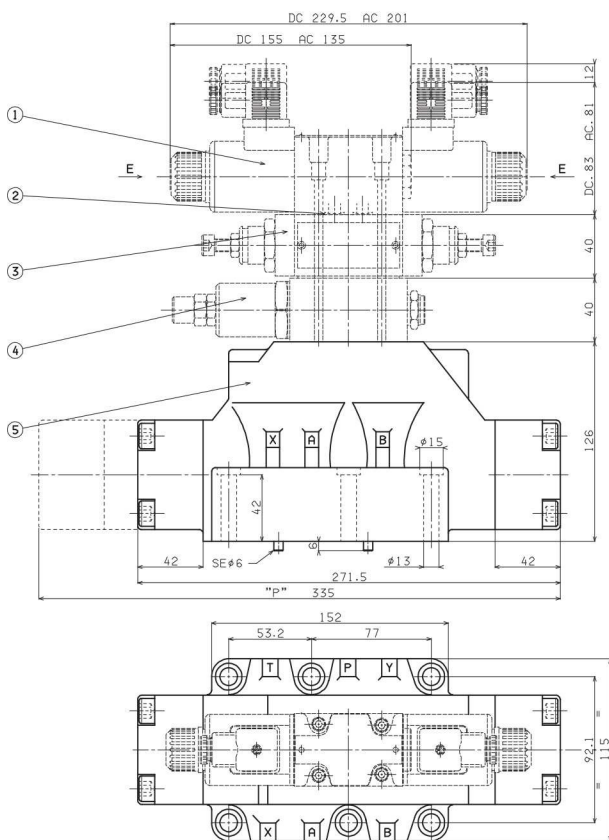 DC 229.5 AC 201
DC 155 AC 135
12
1
E
E
DC.83 AC.81
2
3
40
4
40
5
X
A
B
φ15
126
42
42
SEφ6
6
φ13
42
271.5
"P" 335
152
53.2
77
T
P
Y
92.1
=
=
115
X
A
B